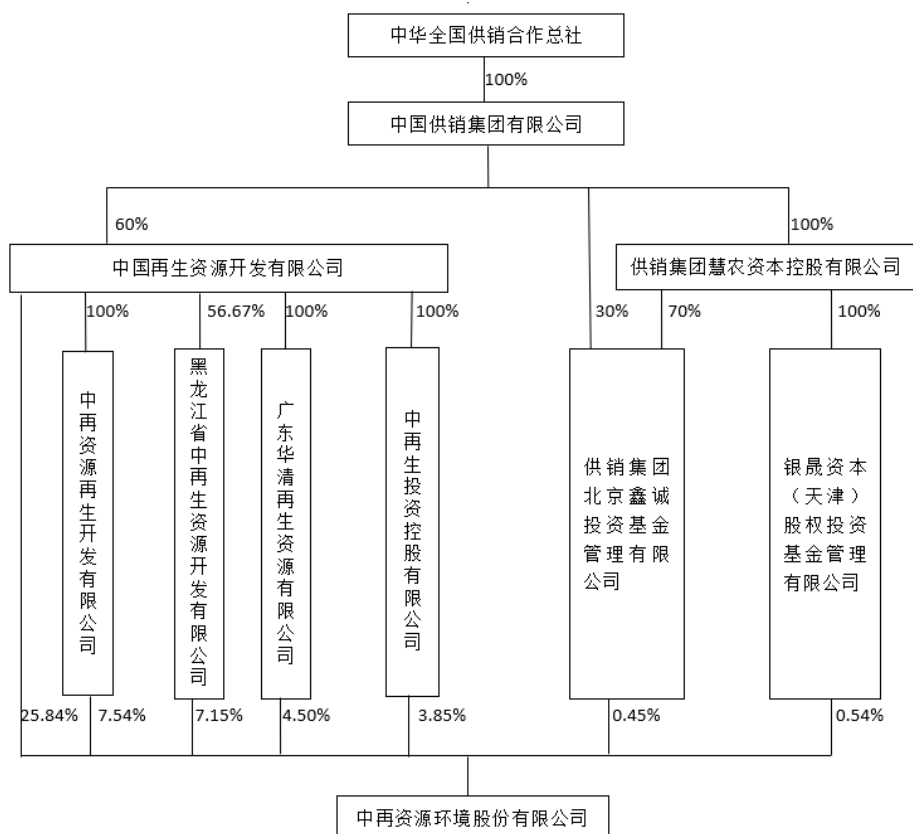 中华全国供销合作总社
100%
中国供销集团有限公司
60%
100%
中国再生资源开发有限公司
供销集团慧农资本控股有限公司
100%
56.67%
100%
100%
30%
70%
100%
中再资源再生开发有限公司
黑龙江省中再生资源开发有限公司
广东华清再生资源有限公司
中再生投资控股有限公司
供销集团
北京鑫诚
投资基金
管理有限
公司
银晟资本
（天津）
股权投资
基金管理
有限公司
25.84%
7.54%
7.15%
4.50%
3.85%
0.45%
0.54%
中再资源环境股份有限公司